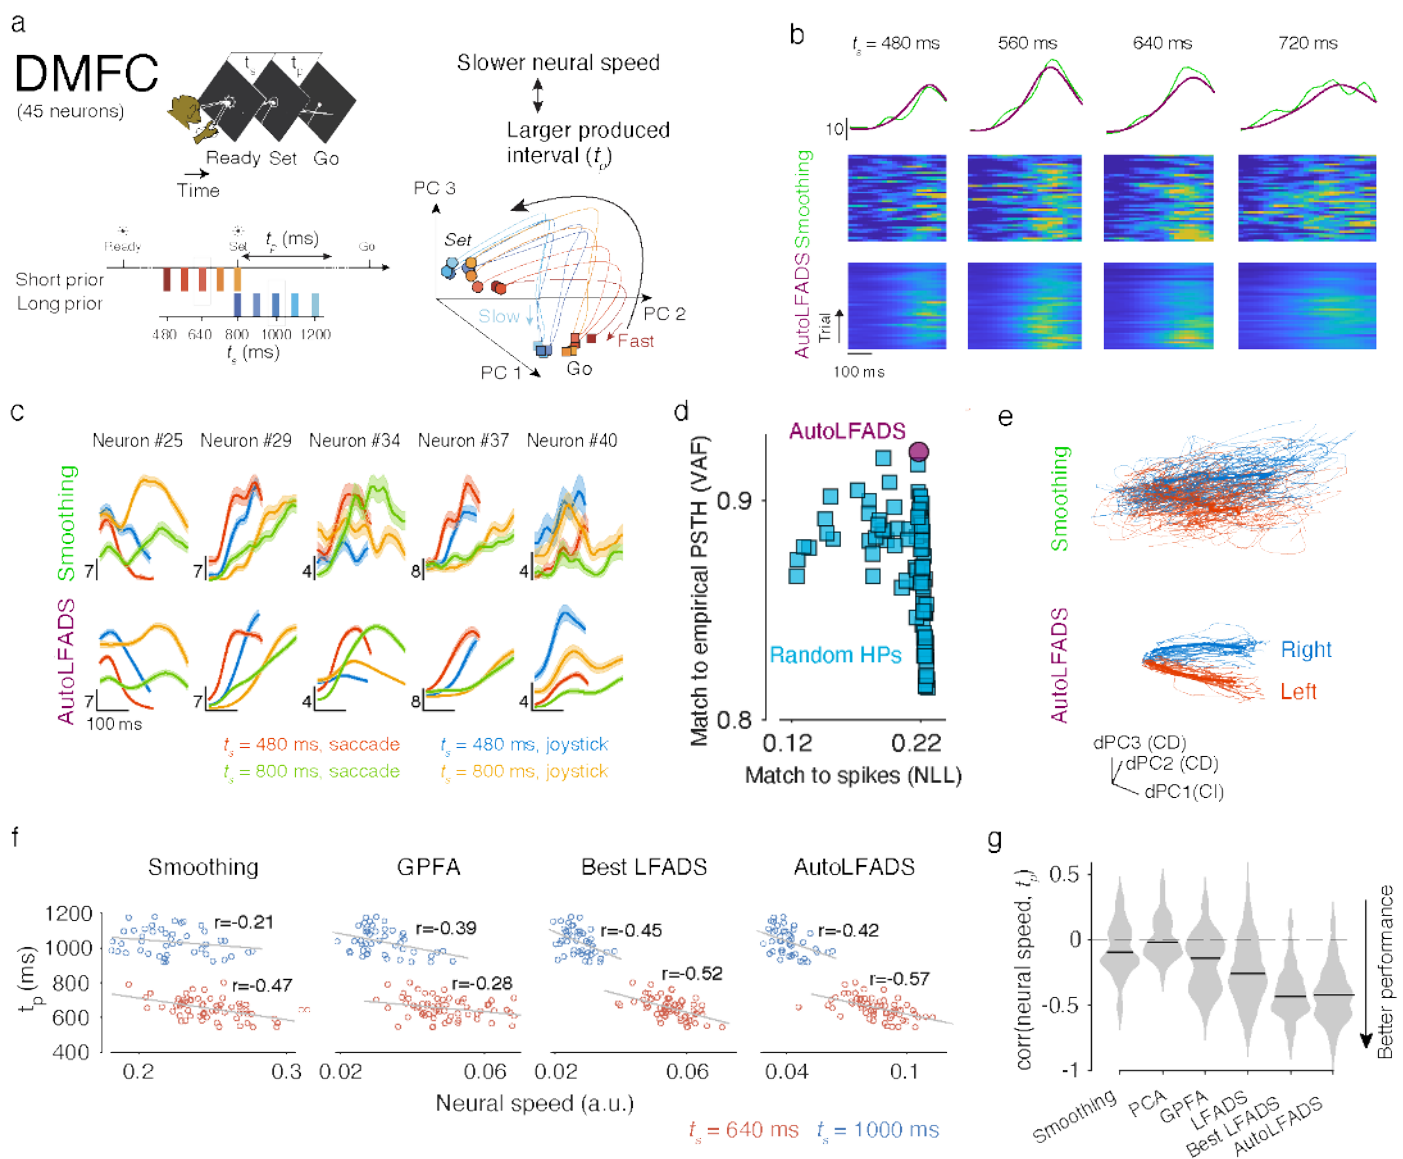 a
DMFC
(45 neurons)
t_s t_p
Ready Set Go
Time
Slower neural speed
Larger produced
interval (t_p)
PC 3
Set
Slow
PC 2
Fast
PC 1
Go
Ready
Set
t_p (ms)
Go
Short prior
Long prior
480 640 800 1000 1200
t_s (ms)
b
t_s = 480 ms 560 ms 640 ms 720 ms
10
Smoothing
AutoLFADS
Trial
100 ms
c
Neuron #25 Neuron #29 Neuron #34 Neuron #37 Neuron #40
Smoothing
7 7 4 8 4
AutoLFADS
7 7 4 8 4
100 ms
t_s = 480 ms, saccade t_s = 480 ms, joystick
t_s = 800 ms, saccade t_s = 800 ms, joystick
d
AutoLFADS
Match to empirical PSTH (VAF)
0.9
Random HPs
0.8
0.12 0.22
Match to spikes (NLL)
e
Smoothing
AutoLFADS
Right
Left
dPC3 (CD)
dPC2 (CD)
dPC1(CI)
f
Smoothing GPFA Best LFADS AutoLFADS
t_p (ms)
1200
1000
800
600
400
r=-0.21 r=-0.39 r=-0.45 r=-0.42
r=-0.47 r=-0.28 r=-0.52 r=-0.57
0.2 0.3 0.02 0.06 0.02 0.06 0.04 0.1
Neural speed (a.u.)
t_s = 640 ms t_s = 1000 ms
g
corr(neural speed, t_p)
0.5
0
-0.5
-1
Better performance
Smoothing
PCA
GPFA
LFADS
Best LFADS
AutoLFADS